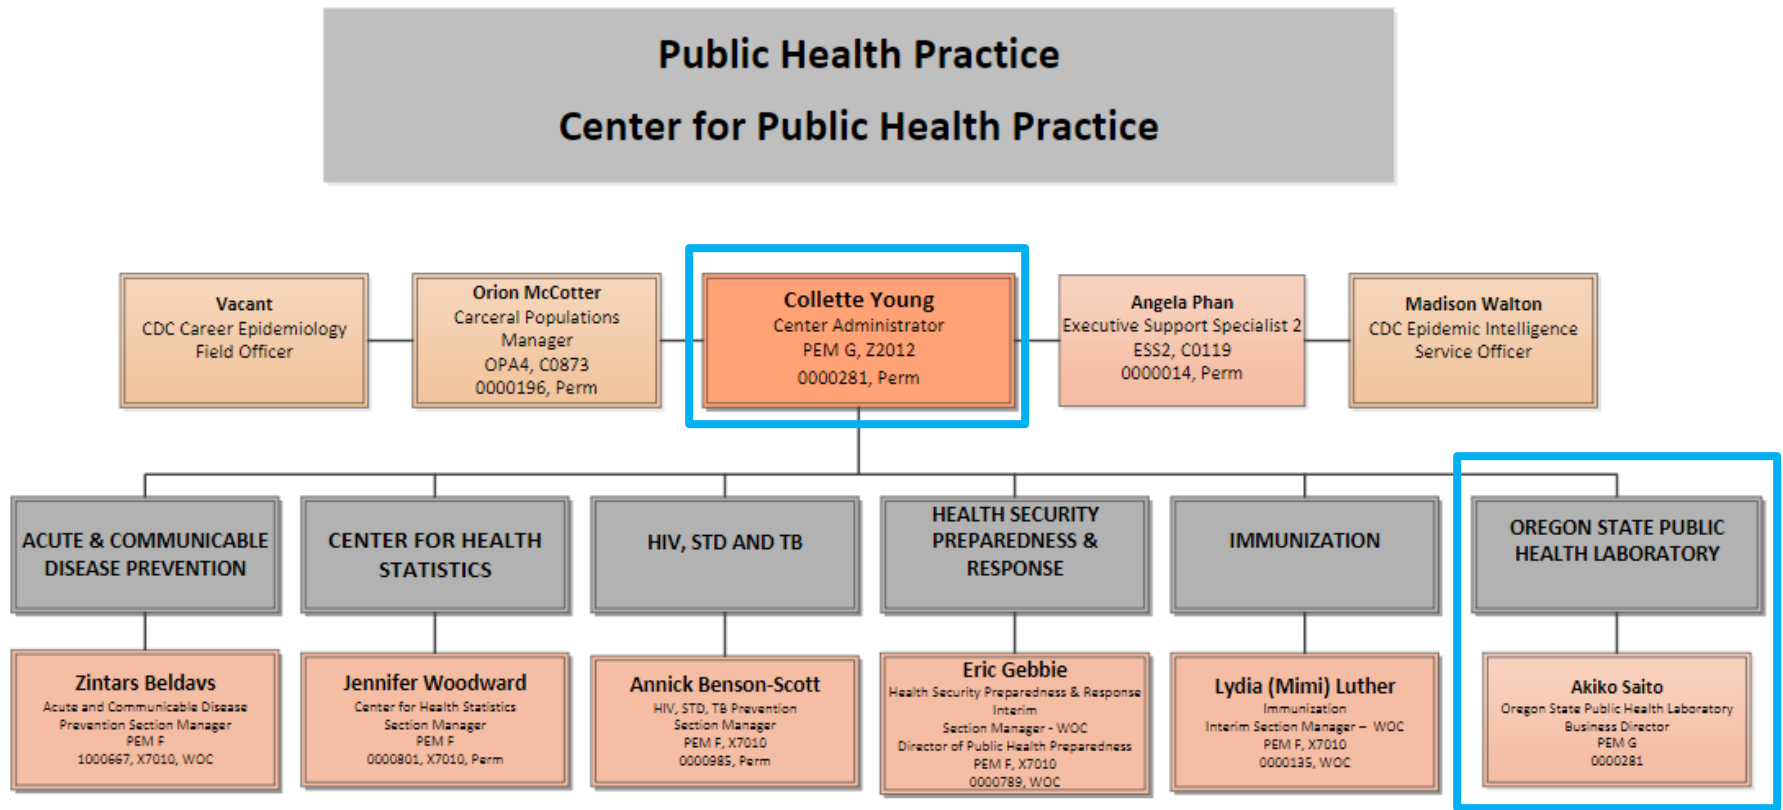 Public Health Practice
Center for Public Health Practice
Vacant
CDC Career Epidemiology
Field Officer
Orion McCotter
Carceral Populations
Manager
OPA4, C0873
0000196, Perm
Collette Young
Center Administrator
PEM G, Z2012
0000281, Perm
Angela Phan
Executive Support Specialist 2
ESS2, C0119
0000014, Perm
Madison Walton
CDC Epidemic Intelligence
Service Officer
ACUTE & COMMUNICABLE
DISEASE PREVENTION
CENTER FOR HEALTH
STATISTICS
HIV, STD AND TB
HEALTH SECURITY
PREPAREDNESS &
RESPONSE
IMMUNIZATION
OREGON STATE PUBLIC
HEALTH LABORATORY
Zintars Beldavs
Acute and Communicable Disease
Prevention Section Manager
PEM F
1000667, X7010, WOC
Jennifer Woodward
Center for Health Statistics
Section Manager
PEM F
0000801, X7010, Perm
Annick Benson-Scott
HIV, STD, TB Prevention
Section Manager
PEM F, X7010
0000985, Perm
Eric Gebbie
Health Security Preparedness & Response
Interim
Section Manager - WOC
Director of Public Health Preparedness
PEM F, X7010
0000789, WOC
Lydia (Mimi) Luther
Immunization
Interim Section Manager – WOC
PEM F, X7010
0000135, WOC
Akiko Saito
Oregon State Public Health Laboratory
Business Director
PEM G
0000281